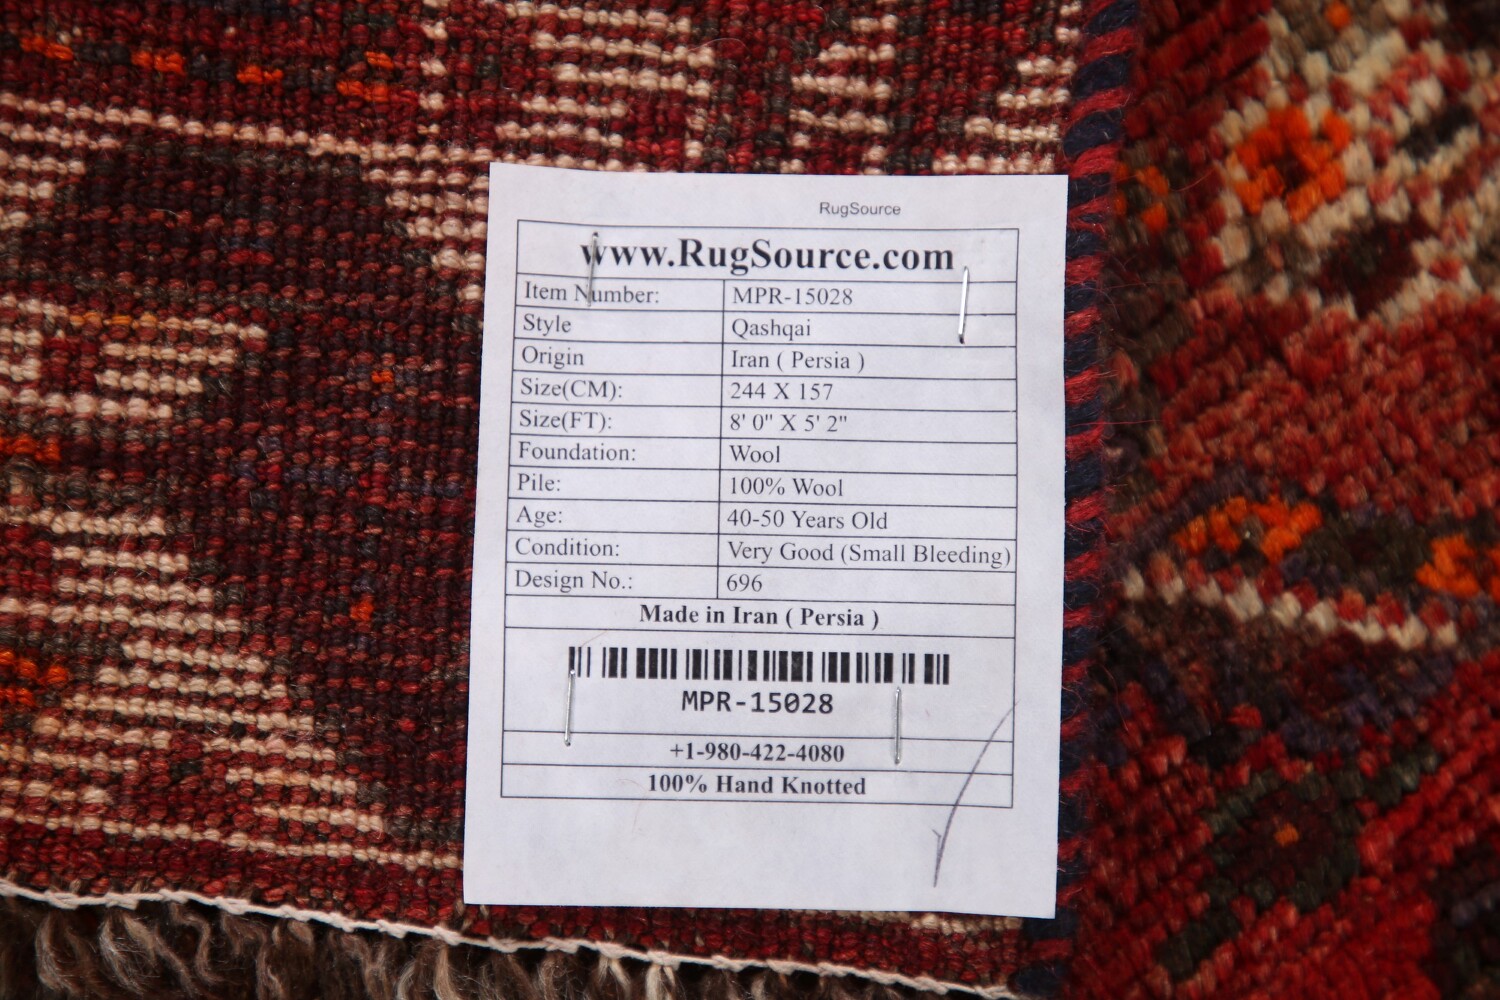 RugSource
www.RugSource.com
Item Number: MPR-15028
Style Qashqai
Origin Iran ( Persia )
Size(CM): 244 X 157
Size(FT): 8' 0" X 5' 2"
Foundation: Wool
Pile: 100% Wool
Age: 40-50 Years Old
Condition: Very Good (Small Bleeding)
Design No.: 696
Made in Iran ( Persia )
MPR-15028
+1-980-422-4080
100% Hand Knotted